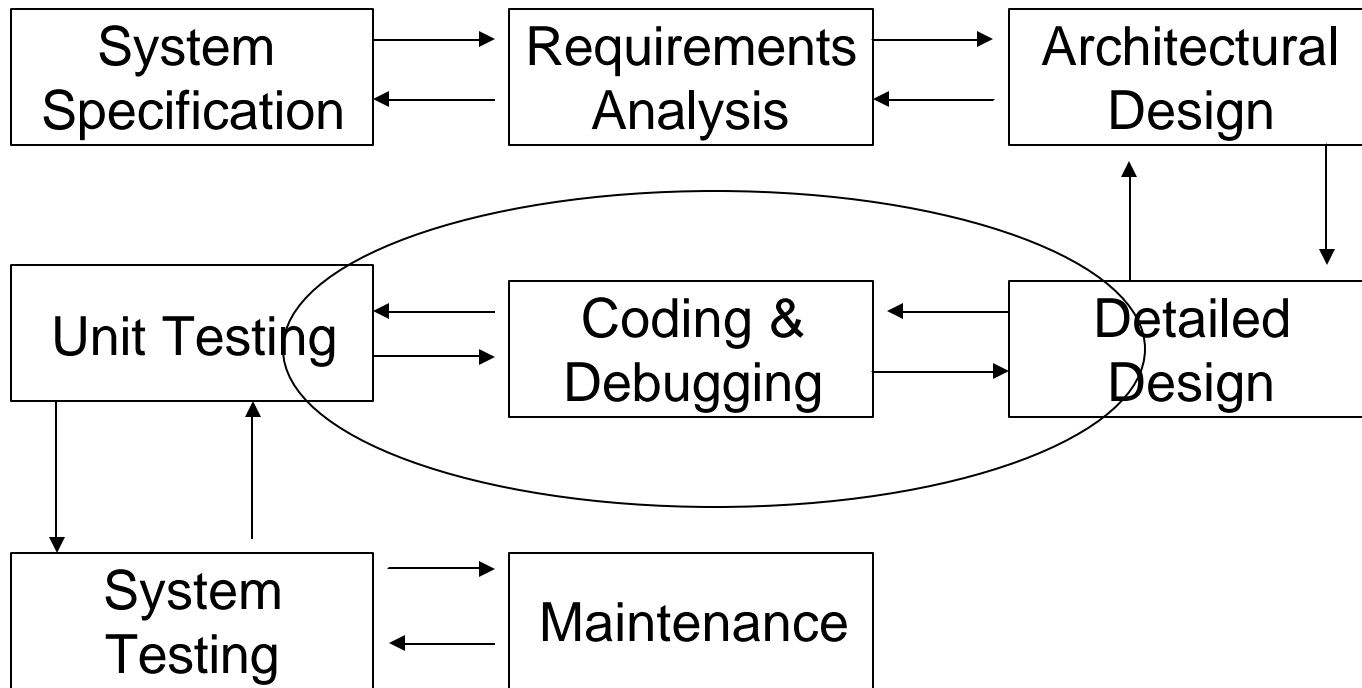 System
Specification
Requirements
Analysis
Architectural
Design
Unit Testing
Coding &
Debugging
Detailed
Design
System
Testing
Maintenance